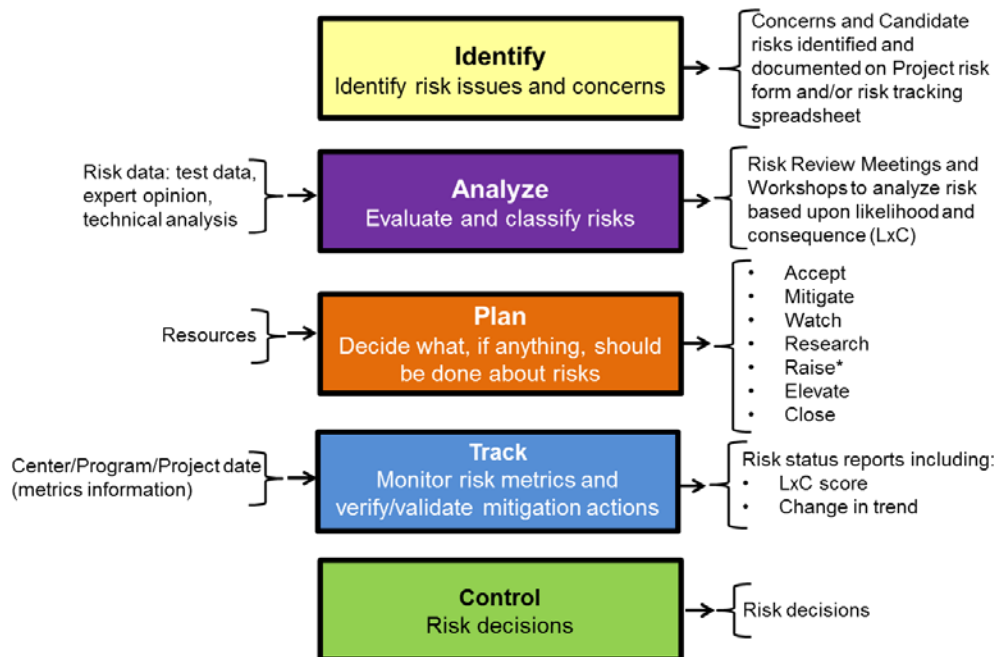 Identify
Identify risk issues and concerns
Concerns and Candidate
risks identified and
documented on Project risk
form and/or risk tracking
spreadsheet
Risk data: test data,
expert opinion,
technical analysis
Analyze
Evaluate and classify risks
Risk Review Meetings and
Workshops to analyze risk
based upon likelihood and
consequence (LxC)
Resources
Plan
Decide what, if anything, should
be done about risks
• Accept
• Mitigate
• Watch
• Research
• Raise*
• Elevate
• Close
Center/Program/Project date
(metrics information)
Track
Monitor risk metrics and
verify/validate mitigation actions
Risk status reports including:
• LxC score
• Change in trend
Control
Risk decisions
Risk decisions